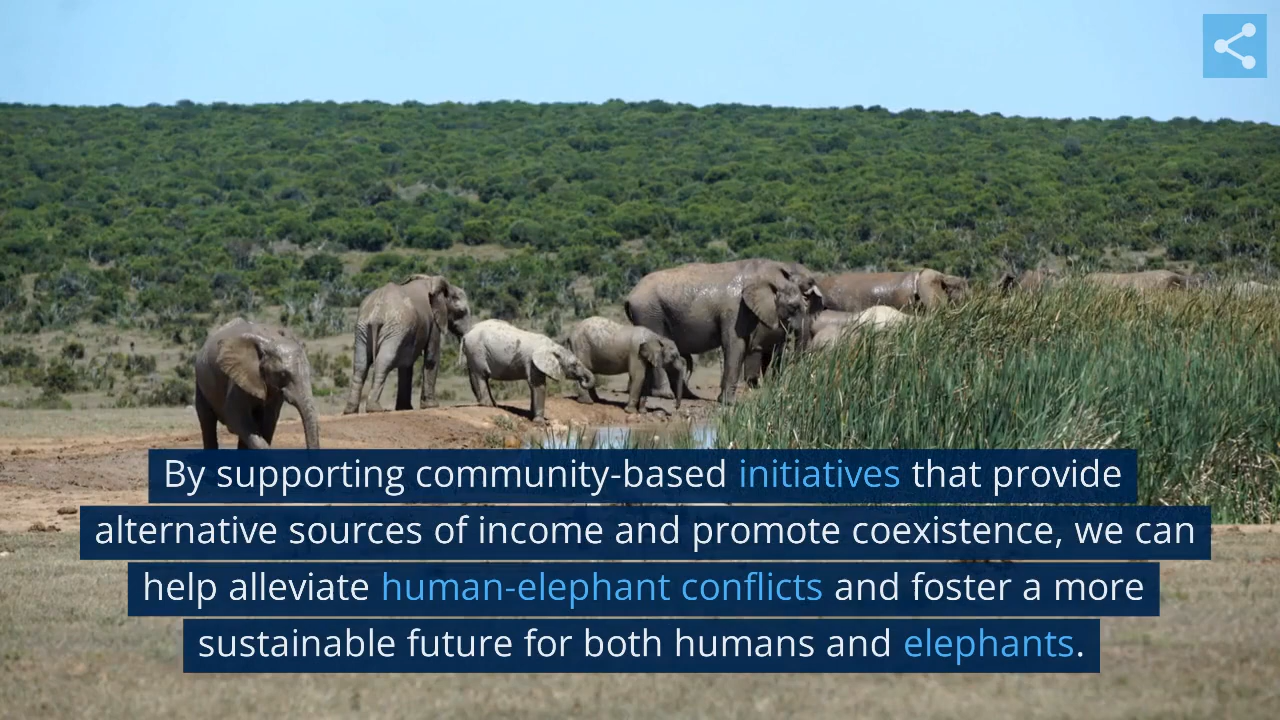 By supporting community-based initiatives that provide
alternative sources of income and promote coexistence, we can
help alleviate human-elephant conflicts and foster a more
sustainable future for both humans and elephants.